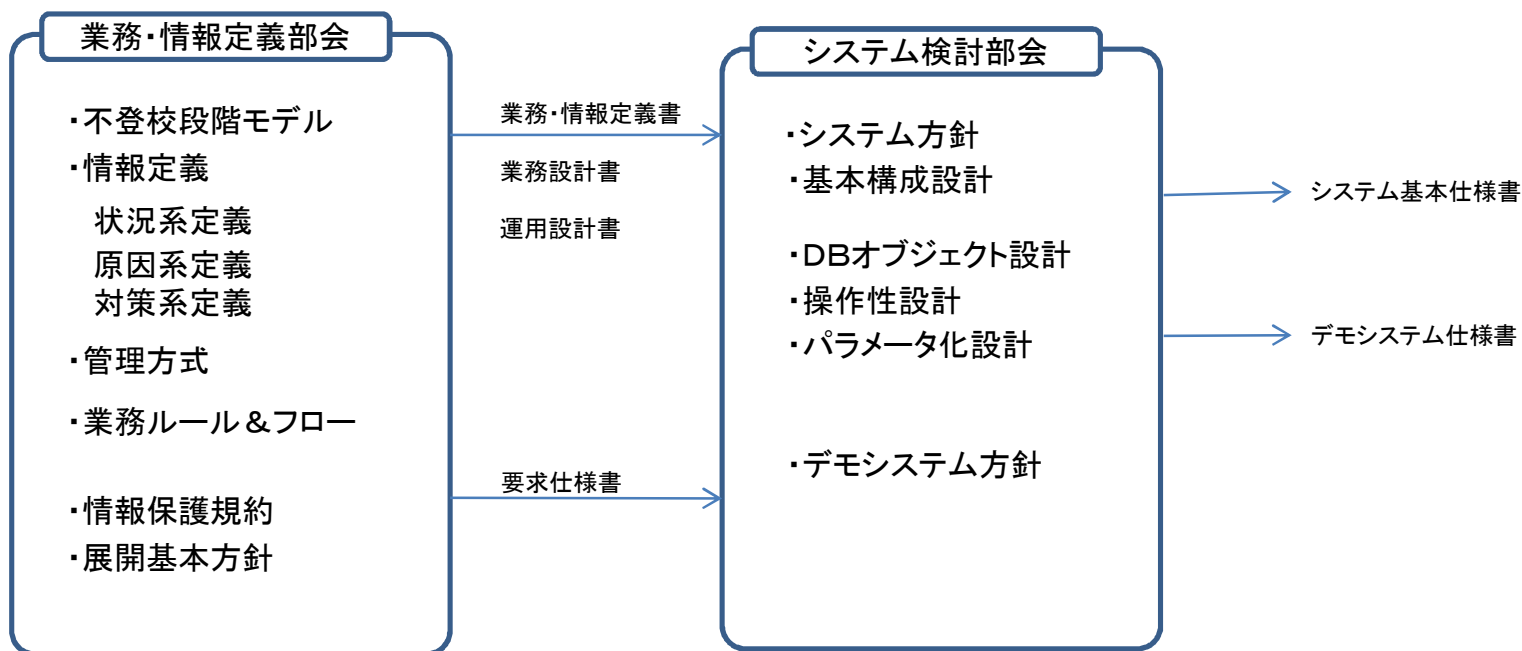 業務・情報定義部会
・不登校段階モデル
・情報定義
状況系定義
原因系定義
対策系定義
・管理方式
・業務ルール＆フロー
・情報保護規約
・展開基本方針
業務・情報定義書
業務設計書
運用設計書
要求仕様書
システム検討部会
・システム方針
・基本構成設計
・ＤＢオブジェクト設計
・操作性設計
・パラメータ化設計
・デモシステム方針
システム基本仕様書
デモシステム仕様書